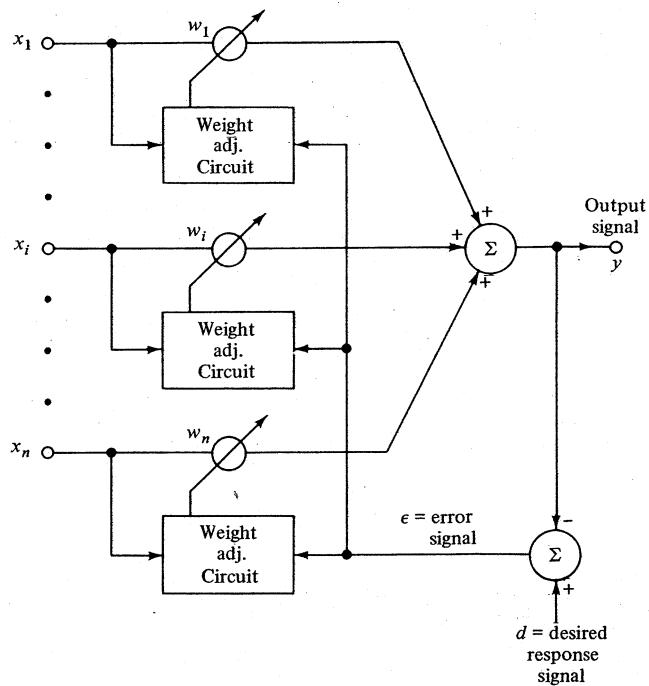 x₁
w₁
Weight
adj.
Circuit
+
Output
signal
xᵢ
wᵢ
+
Σ
y
+
Weight
adj.
Circuit
xₙ
wₙ
ϵ = error
signal
−
Weight
adj.
Circuit
Σ
+
d = desired
response
signal